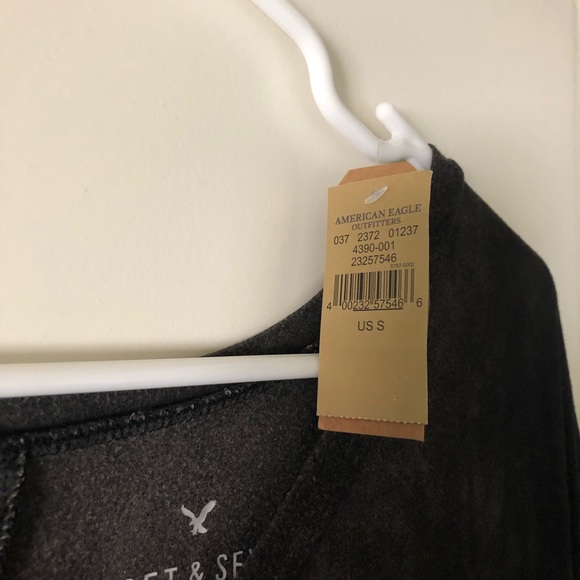 AMERICAN EAGLE
OUTFITTERS
037 2372 01237
4390-001
23257546
4 00232 57546 6
US S
&